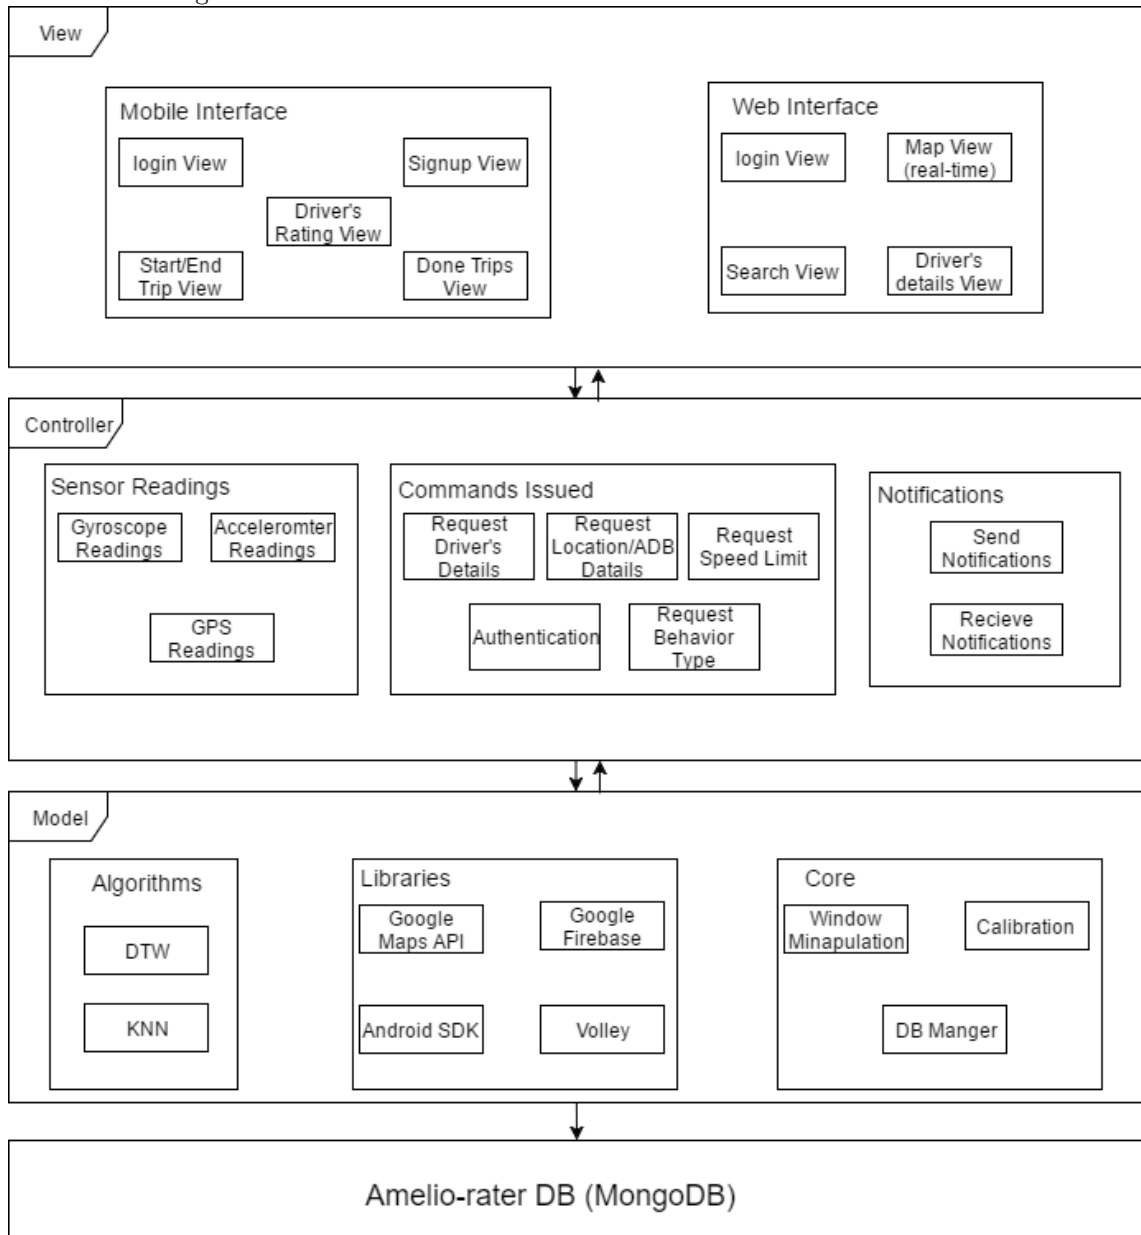 View
Mobile Interface
login View
Signup View
Driver's
Rating View
Start/End
Trip View
Done Trips
View
Web Interface
login View
Map View
(real-time)
Search View
Driver's
details View
Controller
Sensor Readings
Gyroscope
Readings
Acceleromter
Readings
GPS
Readings
Commands Issued
Request
Driver's
Details
Request
Location/ADB
Datails
Request
Speed Limit
Authentication
Request
Behavior
Type
Notifications
Send
Notifications
Recieve
Notifications
Model
Algorithms
DTW
KNN
Libraries
Google
Maps API
Google
Firebase
Android SDK
Volley
Core
Window
Minapulation
Calibration
DB Manger
Amelio-rater DB (MongoDB)